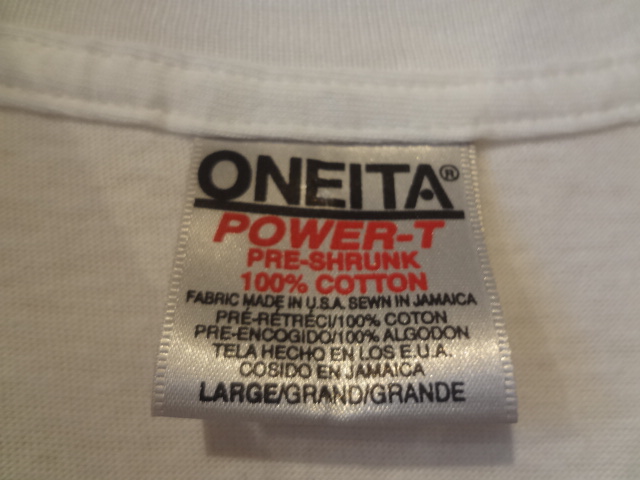 ONEITA®
POWER-T
PRE-SHRUNK
100% COTTON
FABRIC MADE IN U.S.A. SEWN IN JAMAICA
PRÉ-RÉTRÉCI/100% COTON
PRE-ENCOGIDO/100% ALGODON
TELA HECHO EN LOS E.U.A.
COSIDO EN JAMAICA
LARGE/GRAND/GRANDE